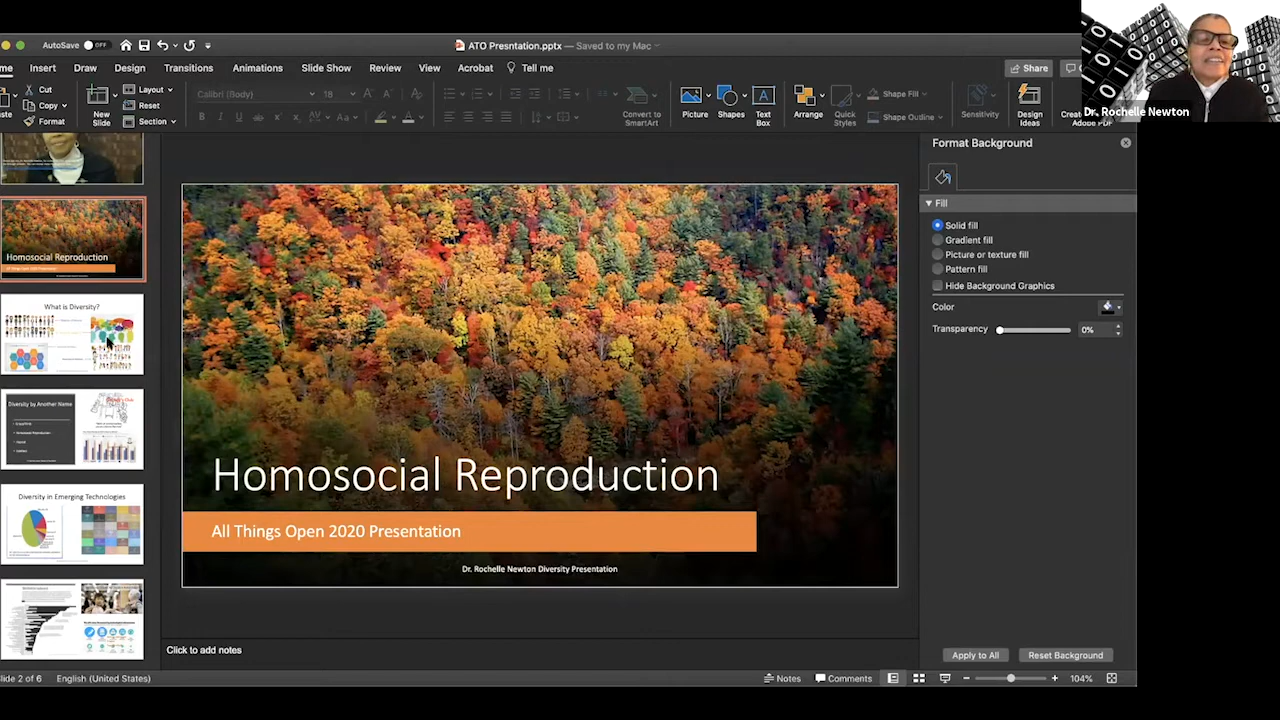 AutoSave OFF
ATO Presntation.pptx — Saved to my Mac
Dr. Rochelle Newton
me Insert Draw Design Transitions Animations Slide Show Review View Acrobat Tell me
Share
Cut
Copy
Format
New
Slide
Layout
Reset
Section
Calibri (Body) 18
Convert to
SmartArt
Picture
Shapes
Text
Box
Arrange
Quick
Styles
Shape Fill
Shape Outline
Sensitivity
Design
Ideas
Homosocial Reproduction
What is Diversity?
Diversity by Another Name
Diversity in Emerging Technologies
Homosocial Reproduction
All Things Open 2020 Presentation
Dr. Rochelle Newton Diversity Presentation
Click to add notes
Format Background
Fill
Solid fill
Gradient fill
Picture or texture fill
Pattern fill
Hide Background Graphics
Color
Transparency 0%
Apply to All Reset Background
lide 2 of 6 English (United States)
Notes Comments 104%